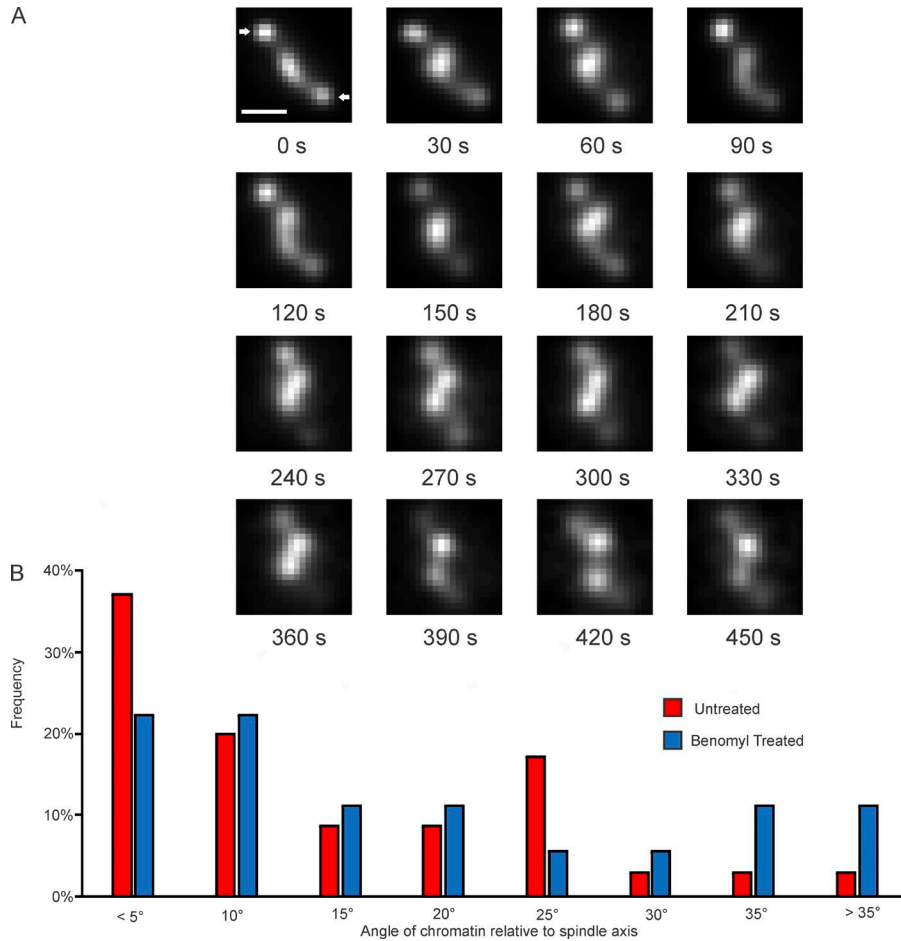 A
0 s 30 s 60 s 90 s
120 s 150 s 180 s 210 s
240 s 270 s 300 s 330 s
360 s 390 s 420 s 450 s
B
Frequency
40%
30%
20%
10%
0%
Untreated
Benomyl Treated
< 5° 10° 15° 20° 25° 30° 35° > 35°
Angle of chromatin relative to spindle axis